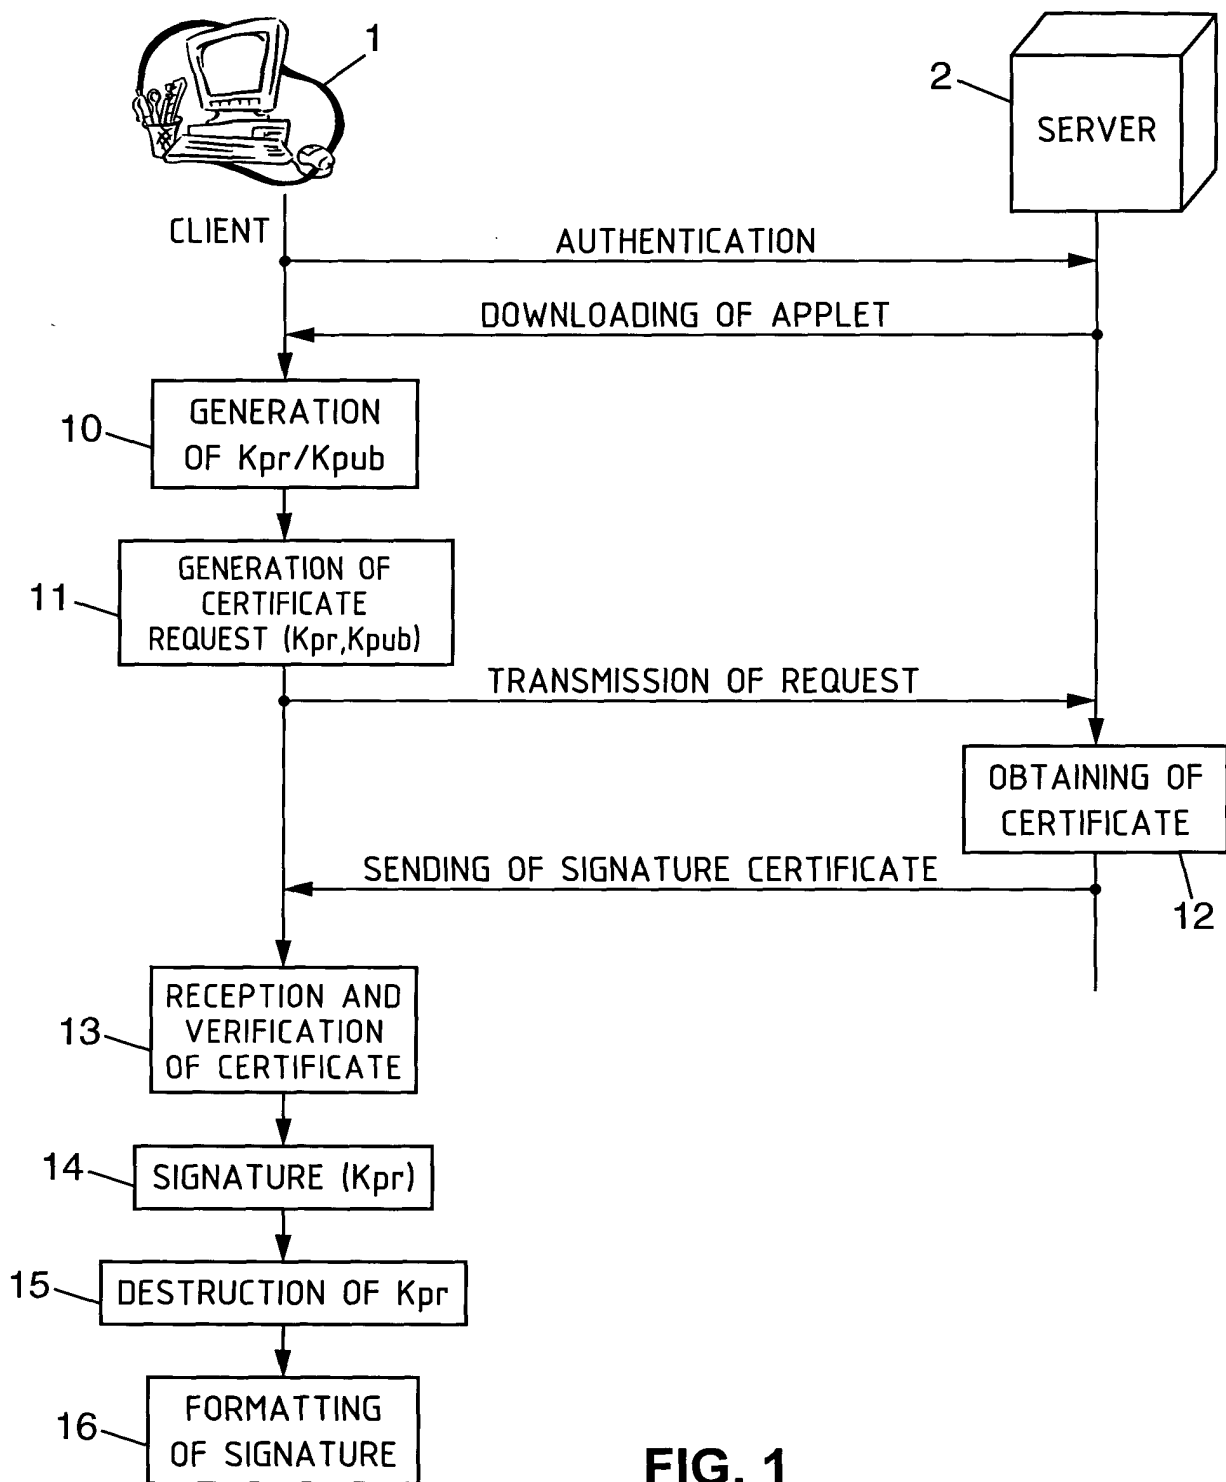 1
2
SERVER
CLIENT
AUTHENTICATION
DOWNLOADING OF APPLET
10
GENERATION
OF Kpr/Kpub
11
GENERATION OF
CERTIFICATE
REQUEST (Kpr,Kpub)
TRANSMISSION OF REQUEST
OBTAINING OF
CERTIFICATE
12
SENDING OF SIGNATURE CERTIFICATE
13
RECEPTION AND
VERIFICATION
OF CERTIFICATE
14
SIGNATURE (Kpr)
15
DESTRUCTION OF Kpr
16
FORMATTING
OF SIGNATURE
FIG. 1